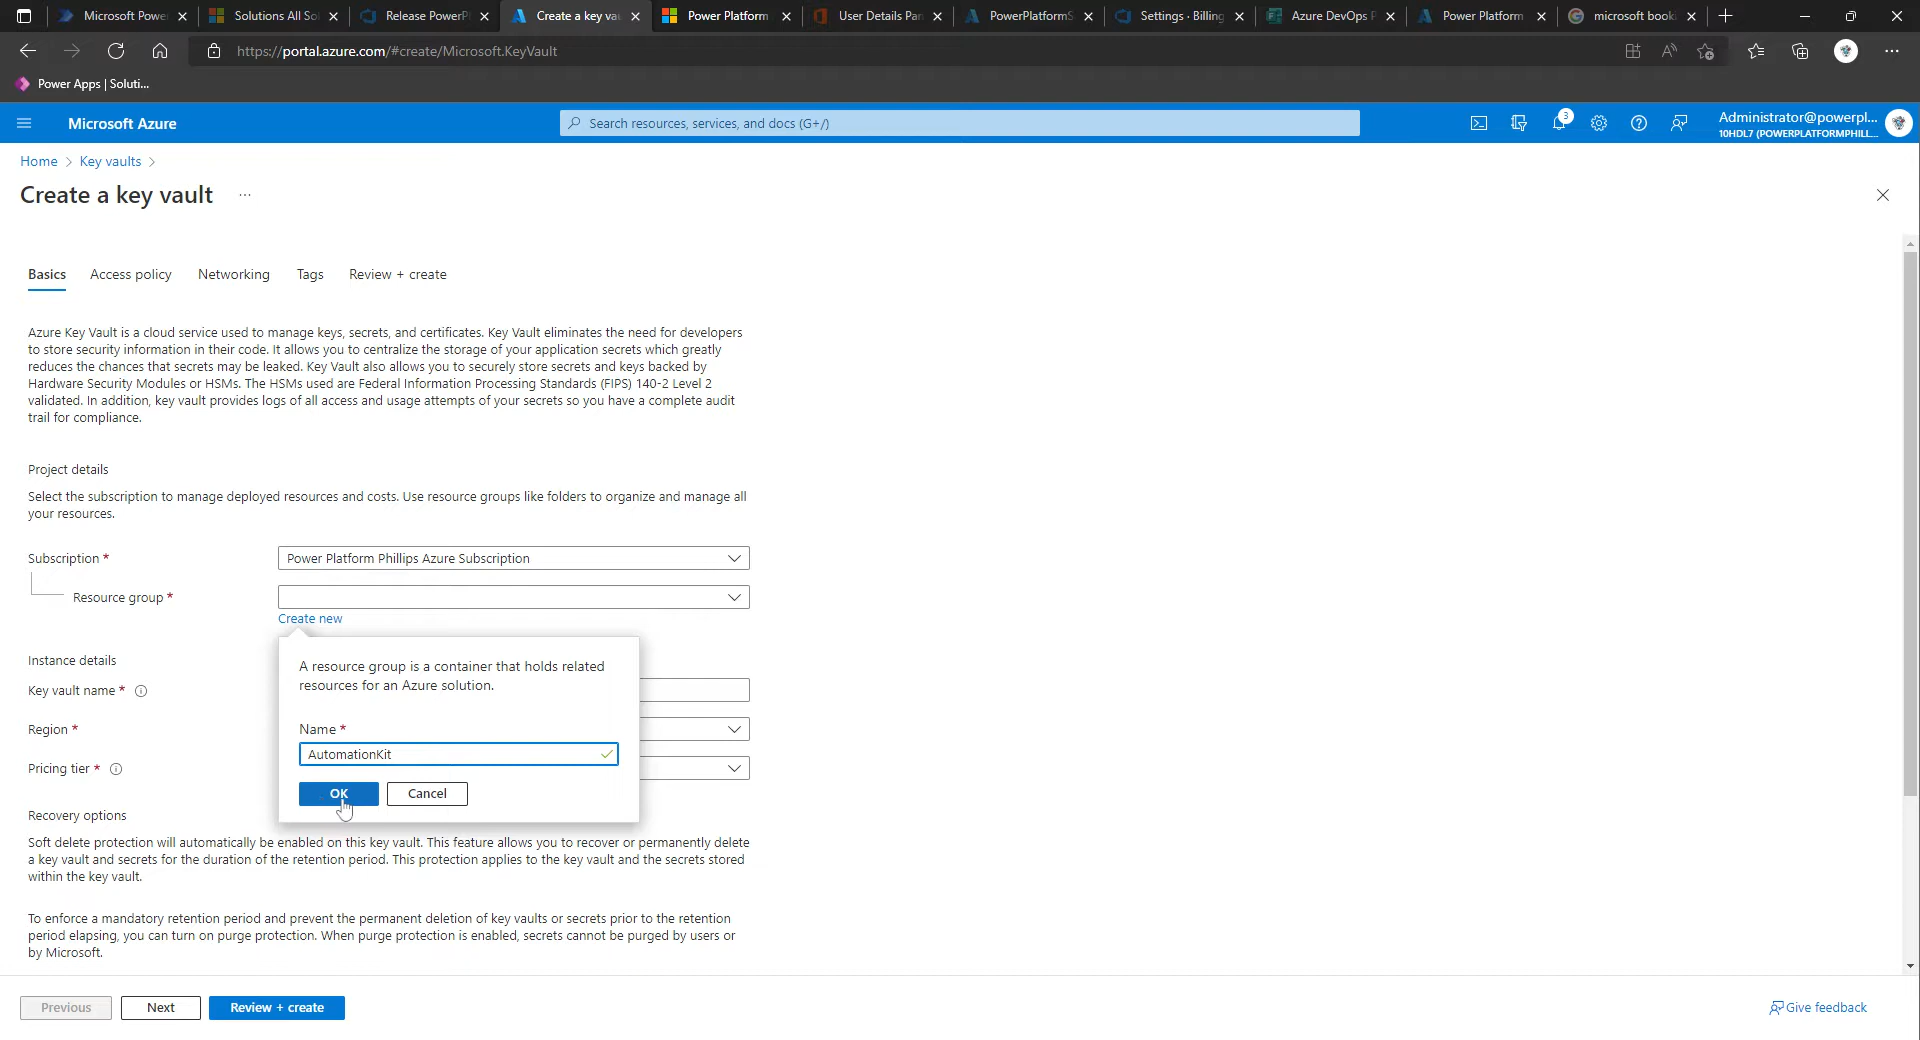 Microsoft Powe
Solutions All So
Release PowerP
Create a key vau
Power Platform
User Details Pa
PowerPlatformS
Settings · Billing
Azure DevOps P
Power Platform
microsoft book
https://portal.azure.com/#create/Microsoft.KeyVault
Power Apps | Soluti...
Microsoft Azure
Search resources, services, and docs (G+/)
3
Administrator@powerpl...
10HDL7 (POWERPLATFORMPHILL...
Home > Key vaults >
Create a key vault ...
Basics Access policy Networking Tags Review + create
Azure Key Vault is a cloud service used to manage keys, secrets, and certificates. Key Vault eliminates the need for developers
to store security information in their code. It allows you to centralize the storage of your application secrets which greatly
reduces the chances that secrets may be leaked. Key Vault also allows you to securely store secrets and keys backed by
Hardware Security Modules or HSMs. The HSMs used are Federal Information Processing Standards (FIPS) 140-2 Level 2
validated. In addition, key vault provides logs of all access and usage attempts of your secrets so you have a complete audit
trail for compliance.
Project details
Select the subscription to manage deployed resources and costs. Use resource groups like folders to organize and manage all
your resources.
Subscription *
Power Platform Phillips Azure Subscription
Resource group *
Create new
A resource group is a container that holds related
resources for an Azure solution.
Name *
AutomationKit
OK Cancel
Instance details
Key vault name *
Region *
Pricing tier *
Recovery options
Soft delete protection will automatically be enabled on this key vault. This feature allows you to recover or permanently delete
a key vault and secrets for the duration of the retention period. This protection applies to the key vault and the secrets stored
within the key vault.
To enforce a mandatory retention period and prevent the permanent deletion of key vaults or secrets prior to the retention
period elapsing, you can turn on purge protection. When purge protection is enabled, secrets cannot be purged by users or
by Microsoft.
Previous Next Review + create
Give feedback